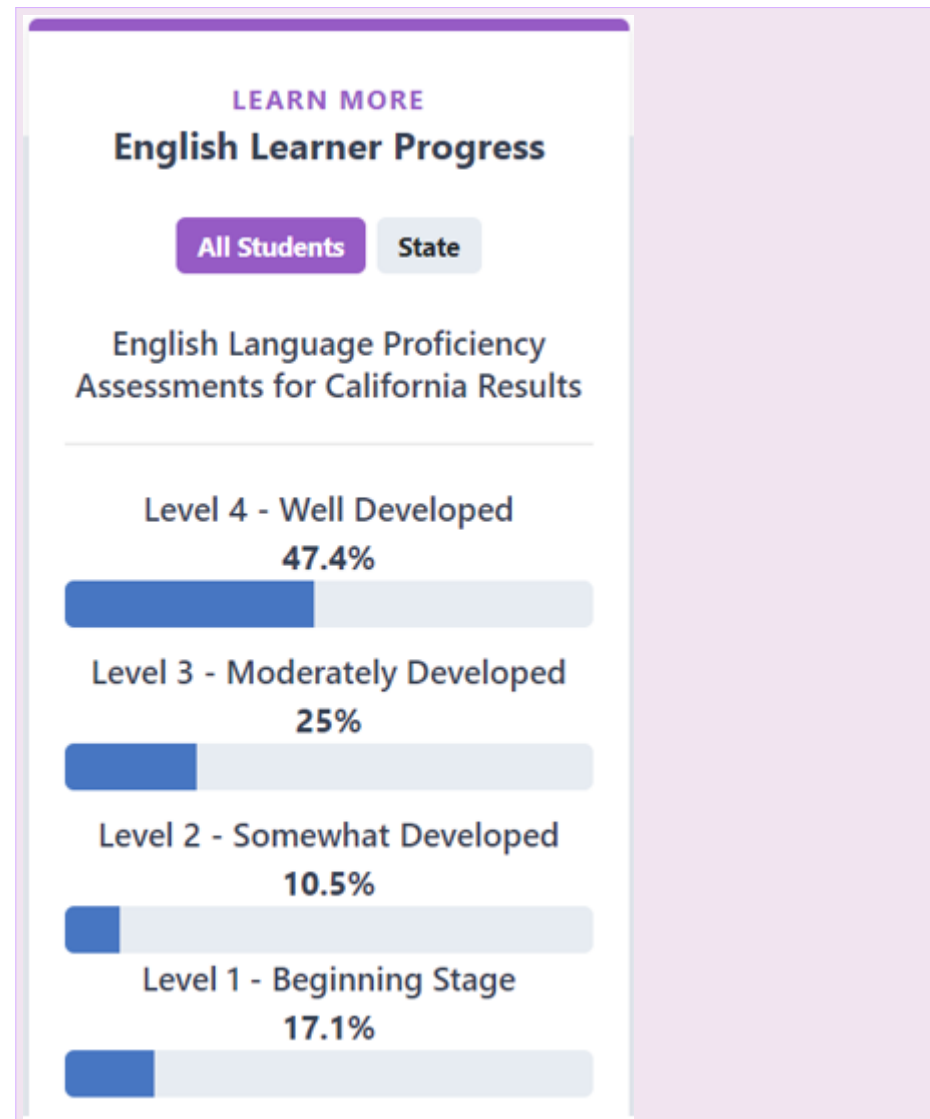 LEARN MORE
English Learner Progress
All Students State
English Language Proficiency
Assessments for California Results
Level 4 - Well Developed
47.4%
Level 3 - Moderately Developed
25%
Level 2 - Somewhat Developed
10.5%
Level 1 - Beginning Stage
17.1%